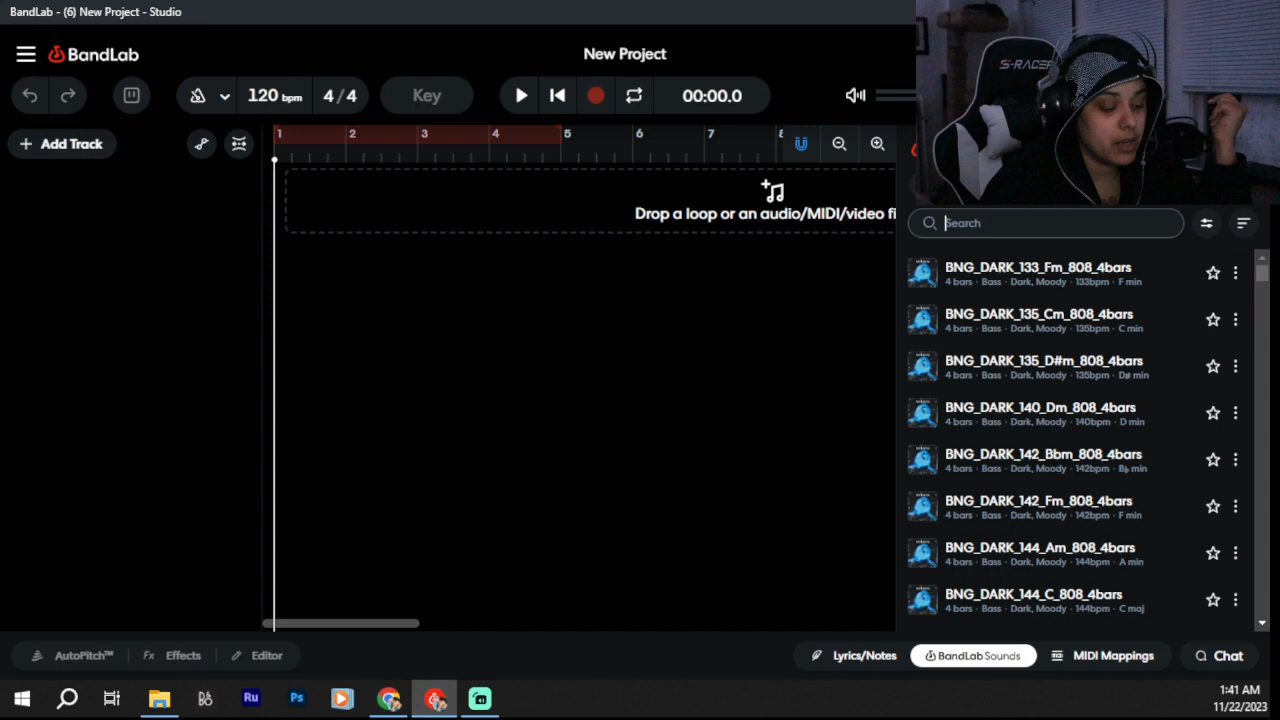 BandLab - (6) New Project - Studio
BandLab
New Project
120 bpm
4/4
Key
00:00.0
S-RACER
Add Track
1 2 3 4 5 6 7 8
Drop a loop or an audio/MIDI/video fi
Search
BNG_DARK_133_Fm_808_4bars
4 bars · Bass · Dark, Moody · 133bpm · F min
BNG_DARK_135_Cm_808_4bars
4 bars · Bass · Dark, Moody · 135bpm · C min
BNG_DARK_135_D#m_808_4bars
4 bars · Bass · Dark, Moody · 135bpm · D# min
BNG_DARK_140_Dm_808_4bars
4 bars · Bass · Dark, Moody · 140bpm · D min
BNG_DARK_142_Bbm_808_4bars
4 bars · Bass · Dark, Moody · 142bpm · B♭ min
BNG_DARK_142_Fm_808_4bars
4 bars · Bass · Dark, Moody · 142bpm · F min
BNG_DARK_144_Am_808_4bars
4 bars · Bass · Dark, Moody · 144bpm · A min
BNG_DARK_144_C_808_4bars
4 bars · Bass · Dark, Moody · 144bpm · C maj
AutoPitch™
Fx Effects
Editor
Lyrics/Notes
BandLab Sounds
MIDI Mappings
Chat
Ru
Ps
1:41 AM
11/22/2023